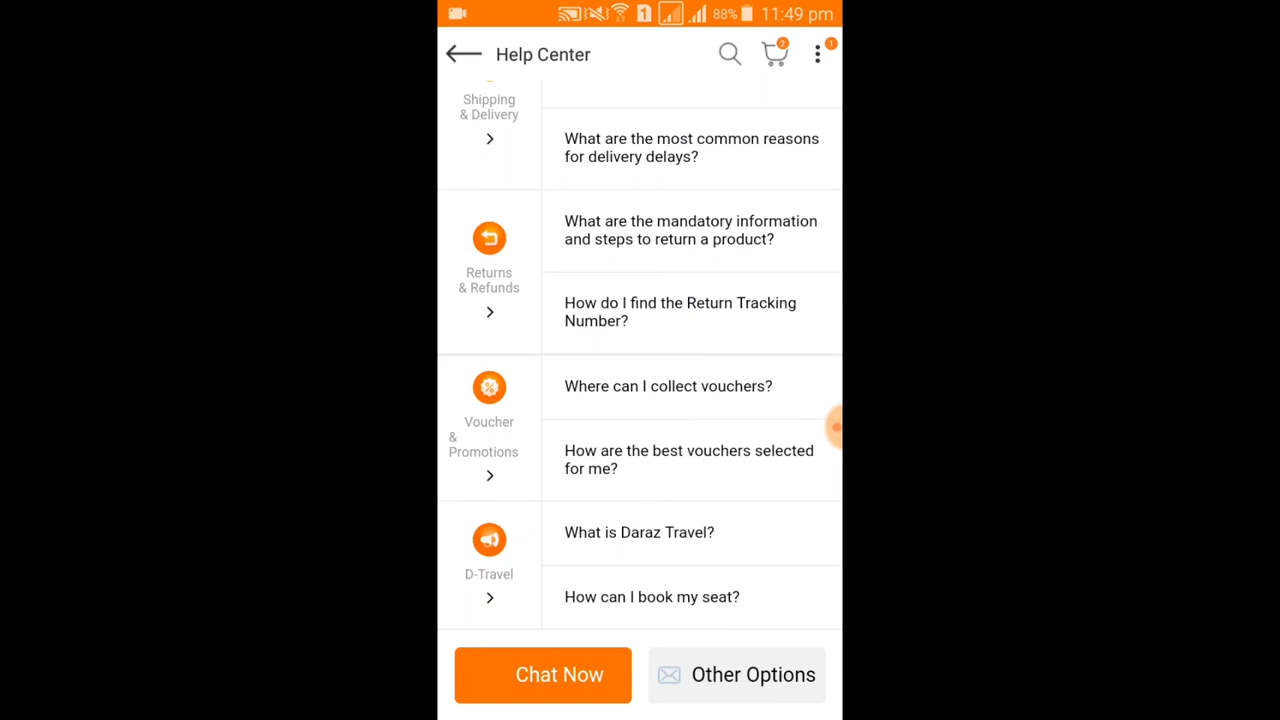 1 88% 11:49 pm
Help Center 2 1
Shipping
& Delivery
What are the most common reasons
for delivery delays?
Returns
& Refunds
What are the mandatory information
and steps to return a product?
How do I find the Return Tracking
Number?
Voucher
&
Promotions
Where can I collect vouchers?
How are the best vouchers selected
for me?
D-Travel
What is Daraz Travel?
How can I book my seat?
Chat Now Other Options